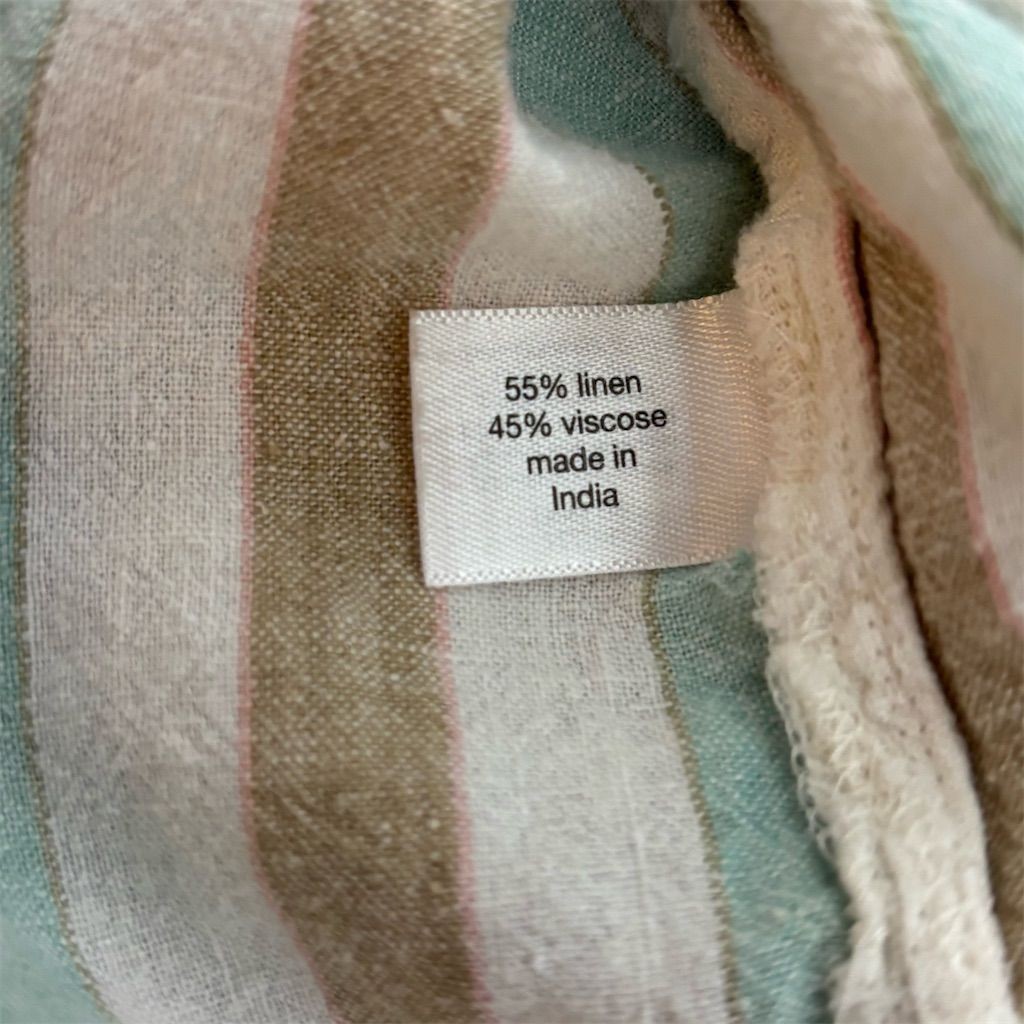 55% linen
45% viscose
made in
India